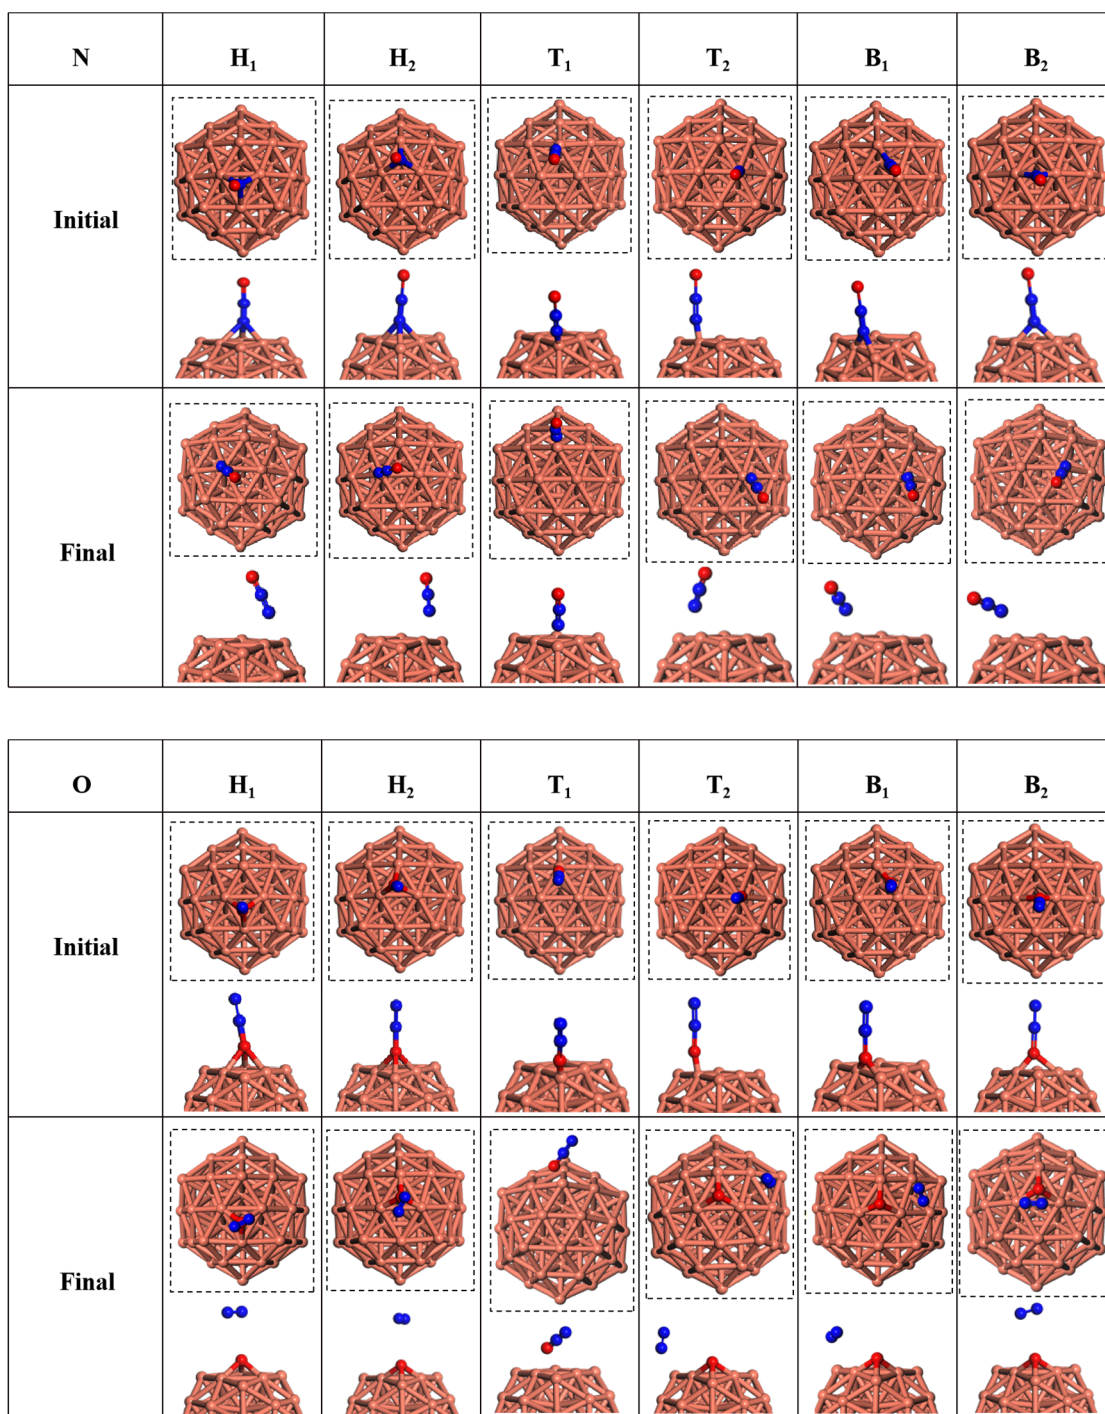 N H₁ H₂ T₁ T₂ B₁ B₂
Initial
Final
O H₁ H₂ T₁ T₂ B₁ B₂
Initial
Final